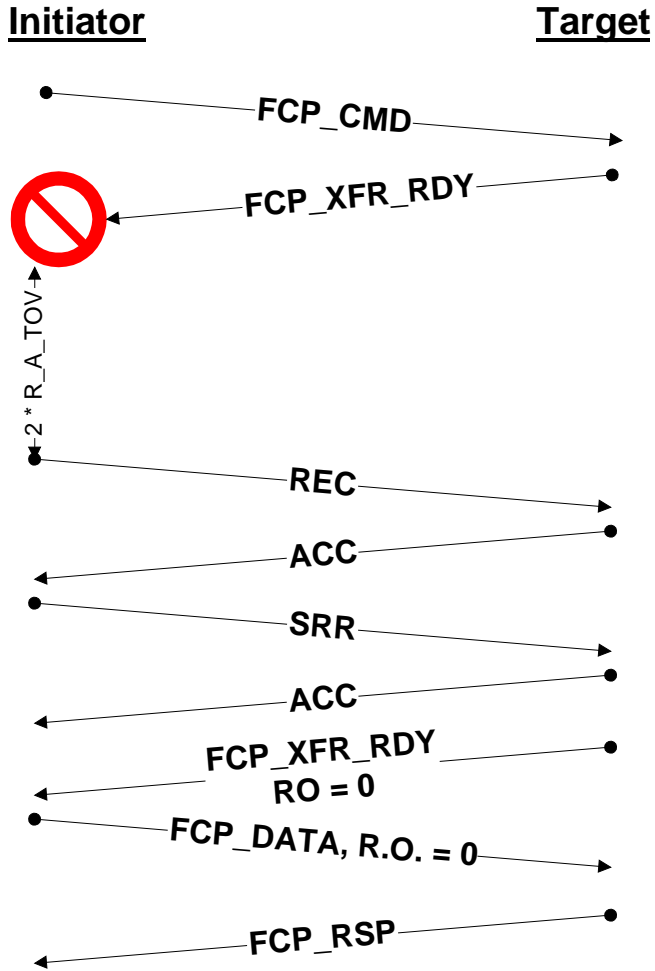 Initiator
Target
FCP_CMD
FCP_XFR_RDY
2 * R_A_TOV
REC
ACC
SRR
ACC
FCP_XFR_RDY
RO = 0
FCP_DATA, R.O. = 0
FCP_RSP